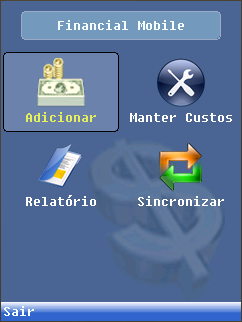 Financial Mobile
Adicionar
Manter Custos
Relatório
Sincronizar
Sair